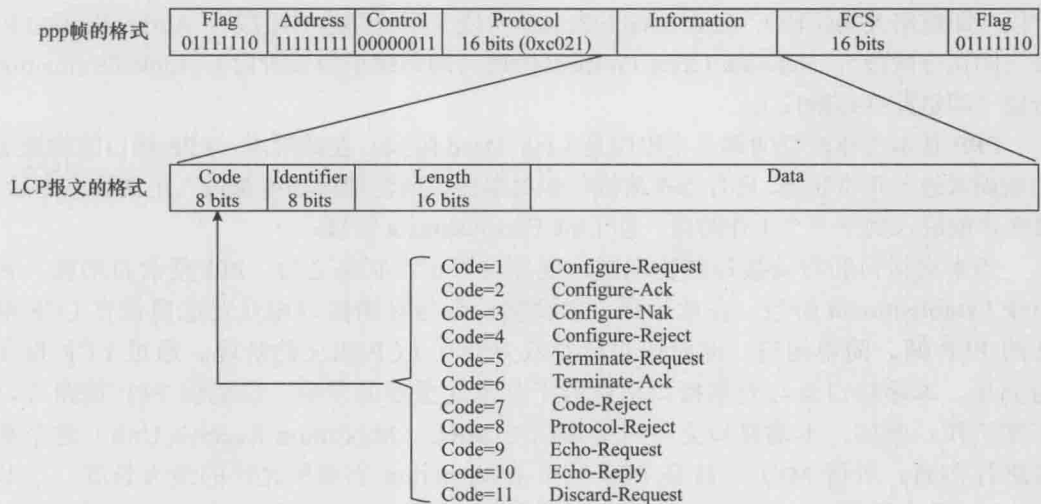 ppp帧的格式
Flag Address Control Protocol Information FCS Flag
01111110 11111111 00000011 16 bits (0xc021) 16 bits 01111110
LCP报文的格式
Code Identifier Length Data
8 bits 8 bits 16 bits
Code=1 Configure-Request
Code=2 Configure-Ack
Code=3 Configure-Nak
Code=4 Configure-Reject
Code=5 Terminate-Request
Code=6 Terminate-Ack
Code=7 Code-Reject
Code=8 Protocol-Reject
Code=9 Echo-Request
Code=10 Echo-Reply
Code=11 Discard-Request